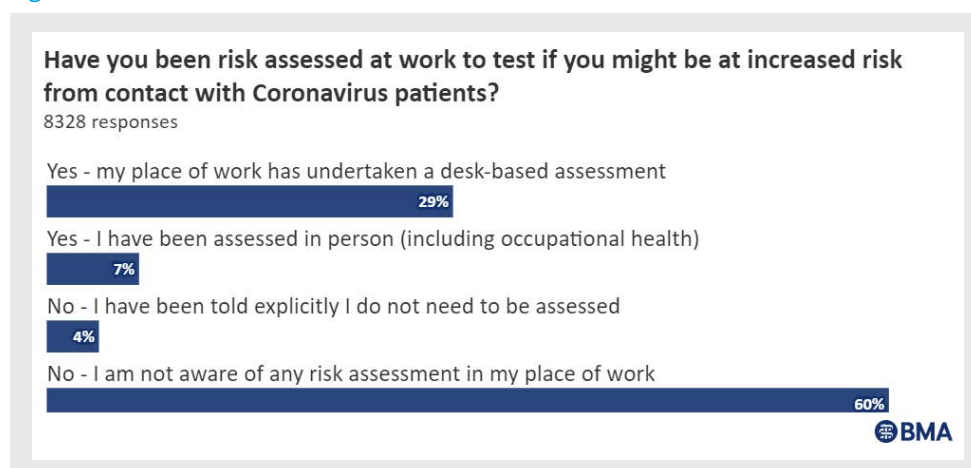 Have you been risk assessed at work to test if you might be at increased risk
from contact with Coronavirus patients?
8328 responses
Yes - my place of work has undertaken a desk-based assessment
29%
Yes - I have been assessed in person (including occupational health)
7%
No - I have been told explicitly I do not need to be assessed
4%
No - I am not aware of any risk assessment in my place of work
60%
BMA